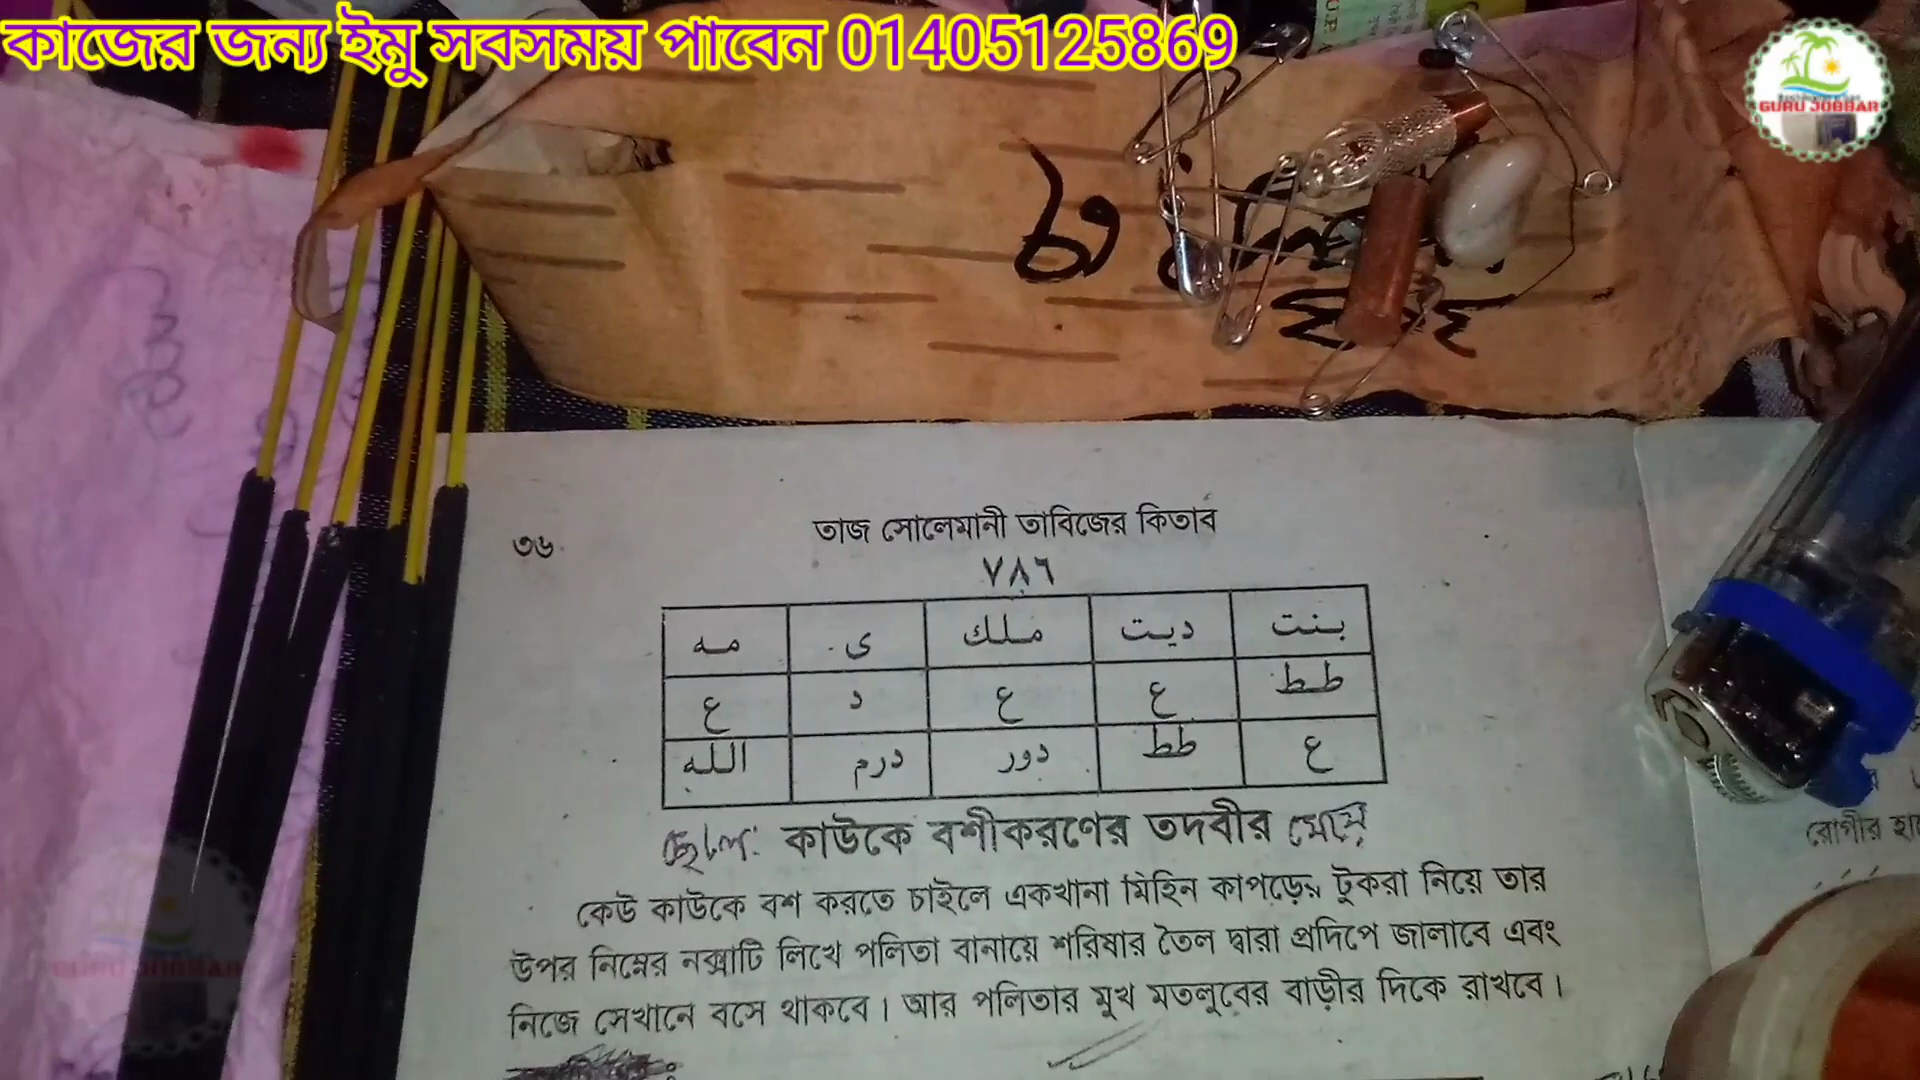 কাজের জন্য ইমু সবসময় পাবেন 01405125869
GURU JOBBAR
৩৬
তাজ সোলেমানী তাবিজের কিতাব
٧٨٦
بنت ديت ملك ى مه
طط ع ع د ع
ع طط دور درم الله
ছেলে: কাউকে বশীকরণের তদবীর মেয়ে
কেউ কাউকে বশ করতে চাইলে একখানা মিহিন কাপড়ের টুকরা নিয়ে তার
উপর নিম্নের নক্সাটি লিখে পলিতা বানায়ে শরিষার তৈল দ্বারা প্রদিপে জালাবে এবং
নিজে সেখানে বসে থাকবে। আর পলিতার মুখ মতলুবের বাড়ীর দিকে রাখবে।
রোগীর